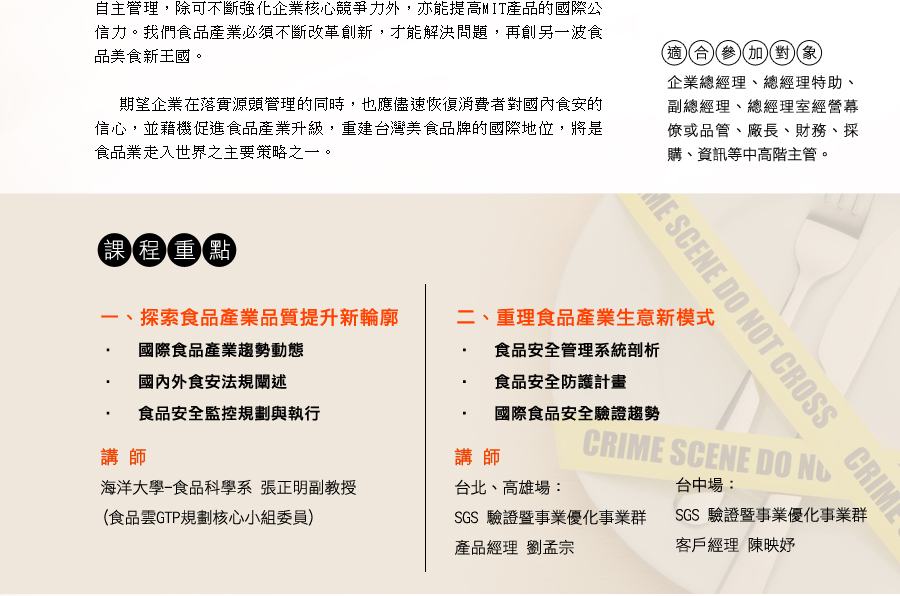 自主管理，除可不斷強化企業核心競爭力外，亦能提高MIT產品的國際公
信力。我們食品產業必須不斷改革創新，才能解決問題，再創另一波食
品美食新王國。
期望企業在落實源頭管理的同時，也應儘速恢復消費者對國內食安的
信心，並藉機促進食品產業升級，重建台灣美食品牌的國際地位，將是
食品業走入世界之主要策略之一。
適合參加對象
企業總經理、總經理特助、
副總經理、總經理室經營幕
僚或品管、廠長、財務、採
購、資訊等中高階主管。
課程重點
一、探索食品產業品質提升新輪廓
· 國際食品產業趨勢動態
· 國內外食安法規闡述
· 食品安全監控規劃與執行
講 師
海洋大學-食品科學系 張正明副教授
(食品雲GTP規劃核心小組委員)
二、重理食品產業生意新模式
· 食品安全管理系統剖析
· 食品安全防護計畫
· 國際食品安全驗證趨勢
講 師
台北、高雄場：
SGS 驗證暨事業優化事業群
產品經理 劉孟宗
台中場：
SGS 驗證暨事業優化事業群
客戶經理 陳映妤
CRIME SCENE DO NOT CROSS
CRIME SCENE DO NO
CRIME